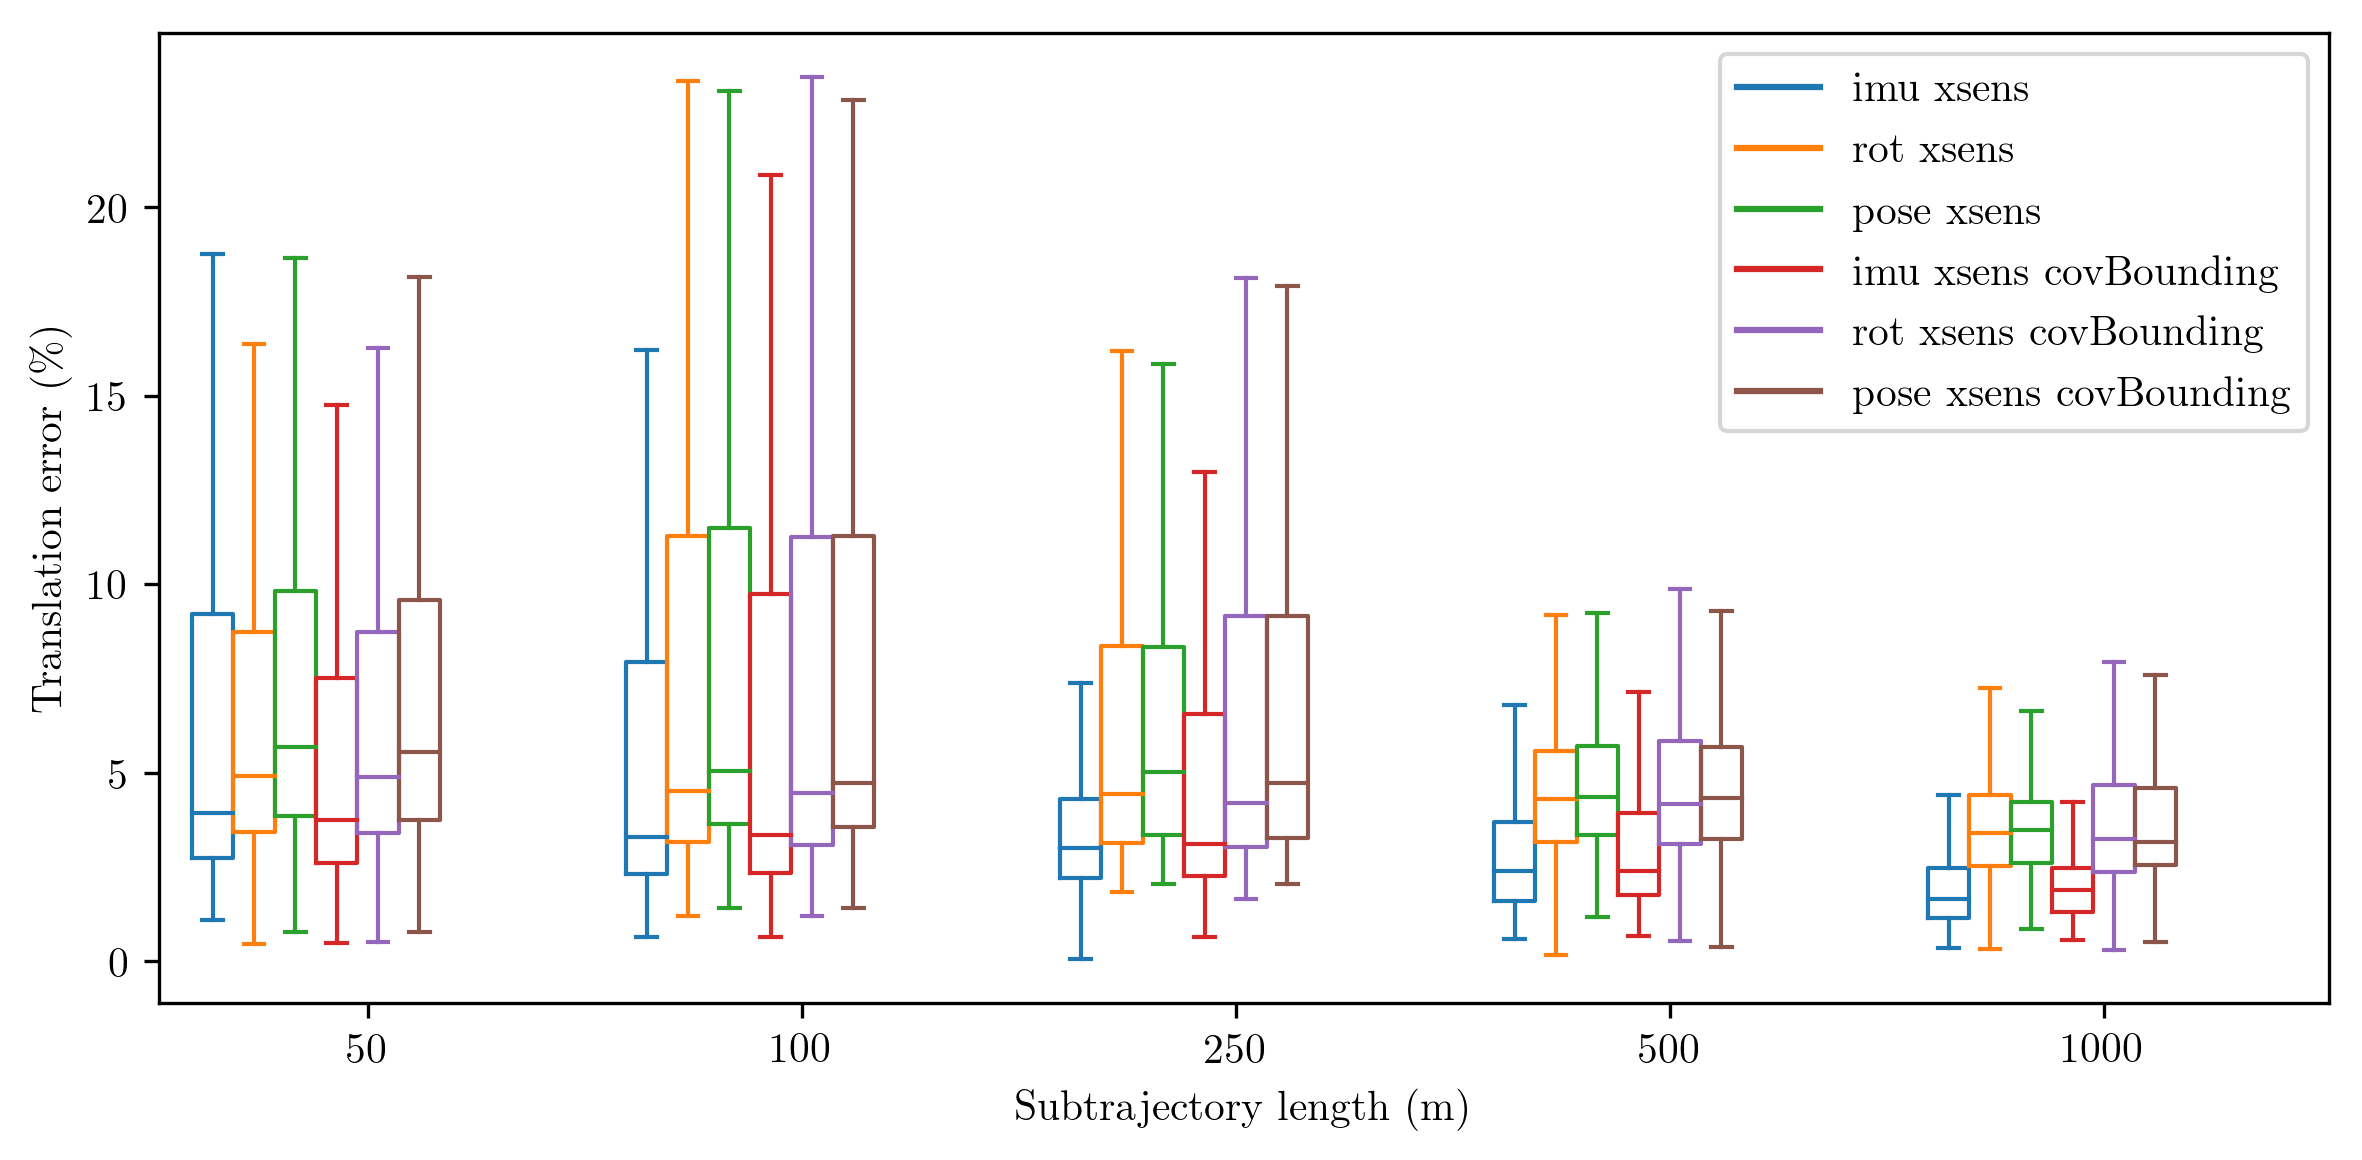 imu xsens
rot xsens
pose xsens
imu xsens covBounding
rot xsens covBounding
pose xsens covBounding
Translation error (%)
20
15
10
5
0
50 100 250 500 1000
Subtrajectory length (m)